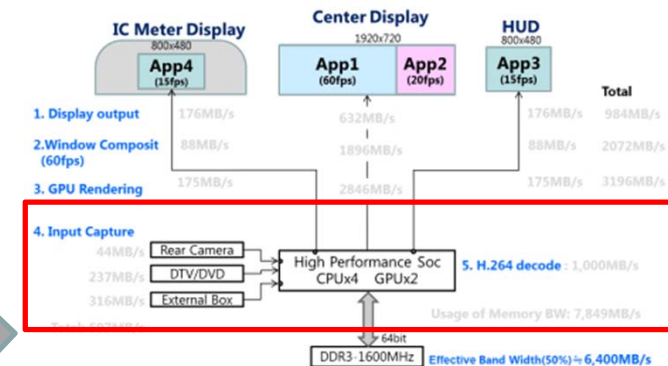 IC Meter Display
800x480
App4
(15fps)
Center Display
1920x720
App1
(60fps)
App2
(20fps)
HUD
800x480
App3
(15fps)
Total
1. Display output
176MB/s
632MB/s
176MB/s
984MB/s
2.Window Composit
(60fps)
88MB/s
1896MB/s
88MB/s
2072MB/s
3. GPU Rendering
175MB/s
2846MB/s
175MB/s
3196MB/s
4. Input Capture
44MB/s
Rear Camera
237MB/s
DTV/DVD
316MB/s
External Box
High Performance Soc
CPUx4 GPUx2
5. H.264 decode : 1,000MB/s
Usage of Memory BW: 7,849MB/s
Total: 597MB/s
64bit
DDR3-1600MHz
Effective Band Width(50%)≒6,400MB/s